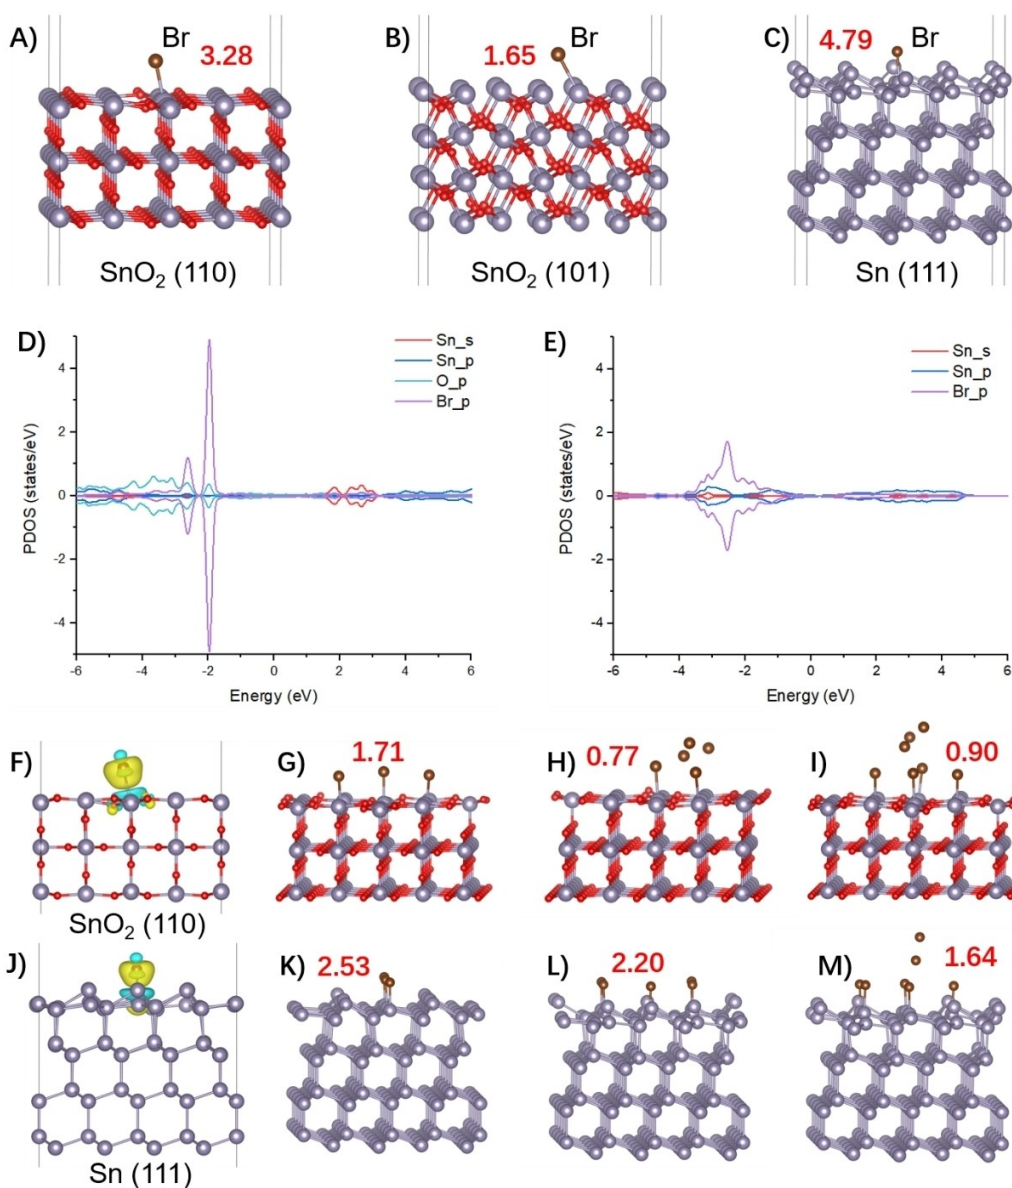 A) Br 3.28
B) 1.65 Br
C) 4.79 Br
SnO₂ (110)
SnO₂ (101)
Sn (111)
D)
Sn_s
Sn_p
O_p
Br_p
PDOS (states/eV)
4
2
0
-2
-4
-6 -4 -2 0 2 4 6
Energy (eV)
E)
Sn_s
Sn_p
Br_p
PDOS (states/eV)
4
2
0
-2
-4
-6 -4 -2 0 2 4 6
Energy (eV)
F)
SnO₂ (110)
G) 1.71
H) 0.77
I) 0.90
J)
Sn (111)
K) 2.53
L) 2.20
M) 1.64